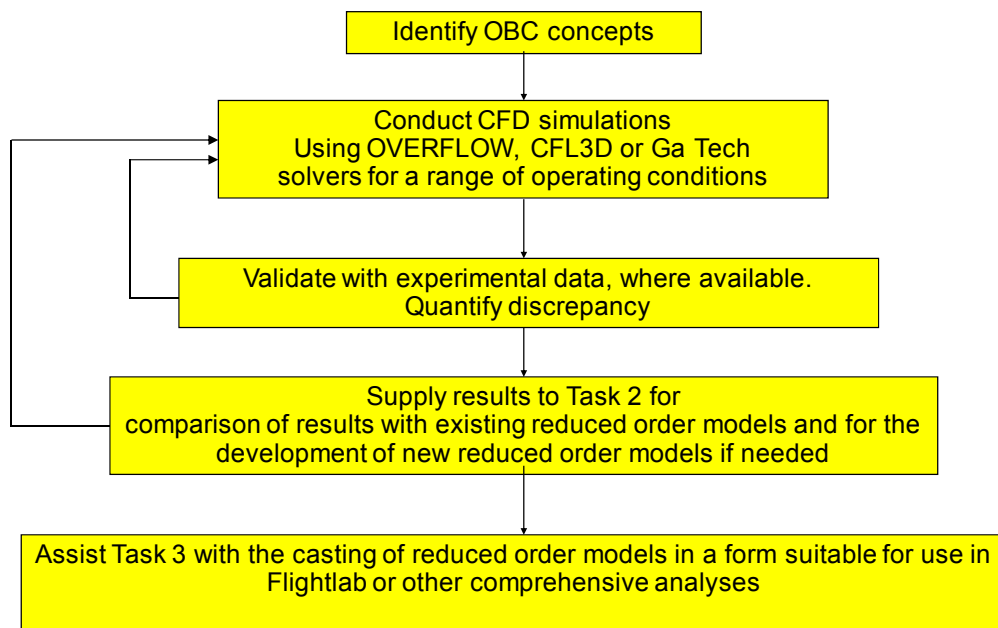 Identify OBC concepts
Conduct CFD simulations
Using OVERFLOW, CFL3D or Ga Tech
solvers for a range of operating conditions
Validate with experimental data, where available.
Quantify discrepancy
Supply results to Task 2 for
comparison of results with existing reduced order models and for the
development of new reduced order models if needed
Assist Task 3 with the casting of reduced order models in a form suitable for use in
Flightlab or other comprehensive analyses